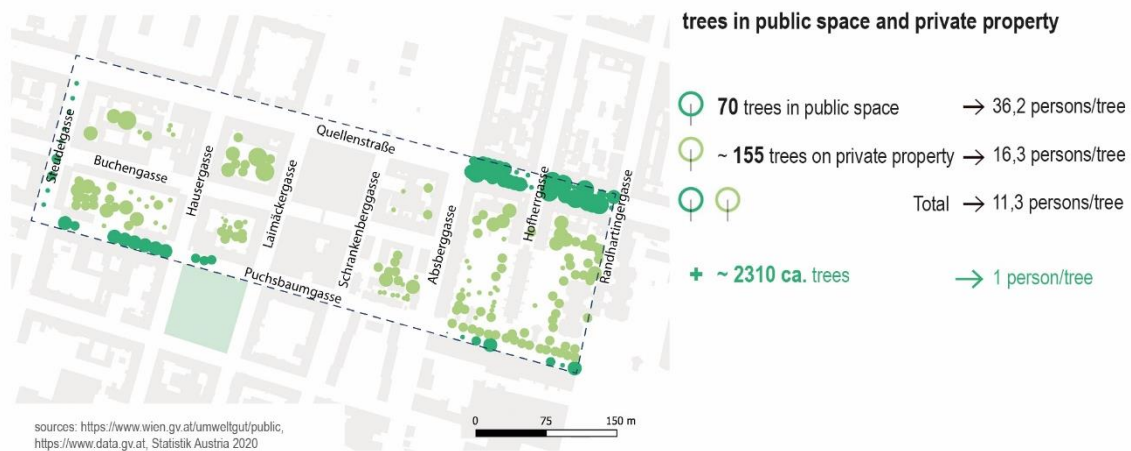 trees in public space and private property
70 trees in public space → 36,2 persons/tree
~ 155 trees on private property → 16,3 persons/tree
Total → 11,3 persons/tree
+ ~ 2310 ca. trees → 1 person/tree
Steudelgasse
Buchengasse
Hausergasse
Laimäckergasse
Quellenstraße
Schrankenberggasse
Absberggasse
Hofherrgasse
Randhartingergasse
Puchsbaumgasse
0 75 150 m
sources: https://www.wien.gv.at/umweltgut/public,
https://www.data.gv.at, Statistik Austria 2020